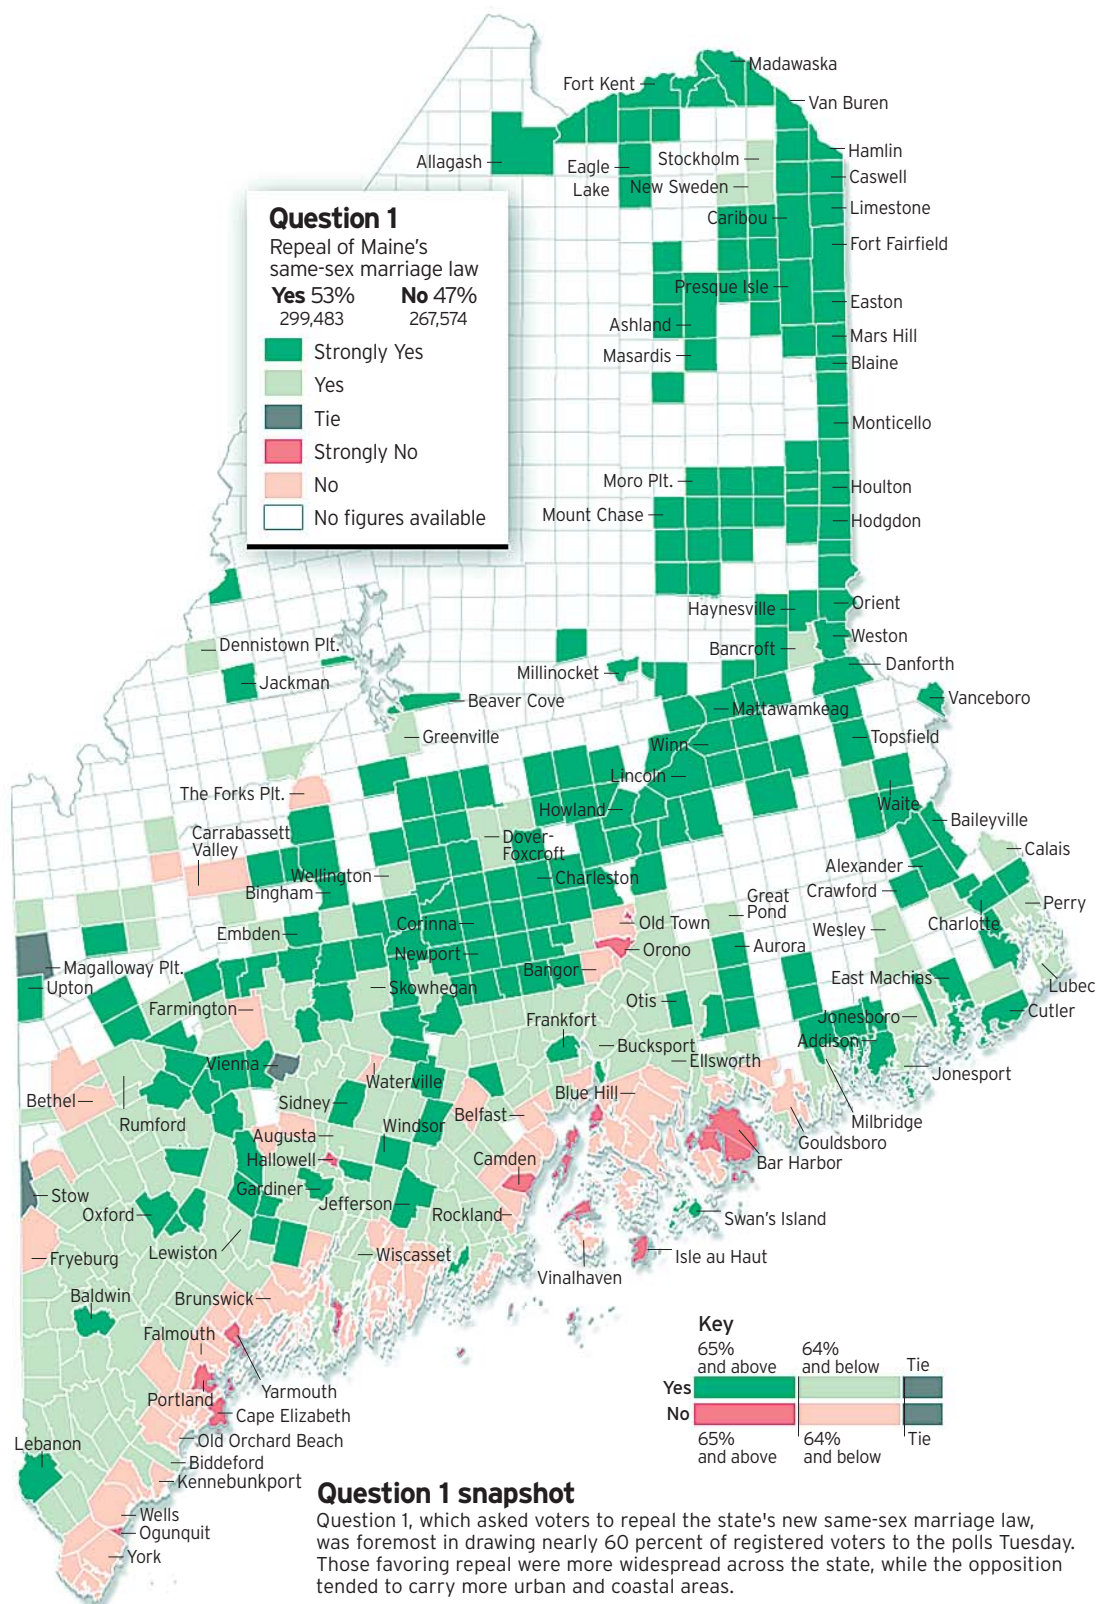 Madawaska
Fort Kent
Van Buren
Allagash
Eagle
Lake
Stockholm
Hamlin
New Sweden
Caswell
Caribou
Limestone
Fort Fairfield
Question 1
Repeal of Maine's
same-sex marriage law
Yes 53% No 47%
299,483 267,574
Strongly Yes
Yes
Tie
Strongly No
No
No figures available
Presque Isle
Easton
Ashland
Mars Hill
Masardis
Blaine
Monticello
Moro Plt.
Houlton
Mount Chase
Hodgdon
Haynesville
Orient
Dennistown Plt.
Bancroft
Weston
Millinocket
Danforth
Jackman
Beaver Cove
Vanceboro
Mattawamkeag
Greenville
Winn
Topsfield
Lincoln
The Forks Plt.
Howland
Waite
Carrabassett
Valley
Dover-
Foxcroft
Baileyville
Calais
Wellington
Charleston
Alexander
Bingham
Crawford
Great
Pond
Perry
Corinna
Old Town
Charlotte
Embden
Wesley
Newport
Orono
Aurora
Magalloway Plt.
Bangor
East Machias
Upton
Skowhegan
Lubec
Farmington
Otis
Cutler
Frankfort
Jonesboro
Bucksport
Addison
Vienna
Ellsworth
Jonesport
Waterville
Blue Hill
Bethel
Sidney
Belfast
Milbridge
Rumford
Windsor
Augusta
Gouldsboro
Hallowell
Camden
Bar Harbor
Gardiner
Stow
Jefferson
Oxford
Rockland
Swan's Island
Lewiston
Wiscasset
Fryeburg
Isle au Haut
Vinalhaven
Baldwin
Brunswick
Falmouth
Yarmouth
Portland
Cape Elizabeth
Old Orchard Beach
Lebanon
Biddeford
Kennebunkport
Wells
Ogunquit
York
Key
65%
and above
64%
and below
Tie
Yes
No
65%
and above
64%
and below
Tie
Question 1 snapshot
Question 1, which asked voters to repeal the state's new same-sex marriage law,
was foremost in drawing nearly 60 percent of registered voters to the polls Tuesday.
Those favoring repeal were more widespread across the state, while the opposition
tended to carry more urban and coastal areas.